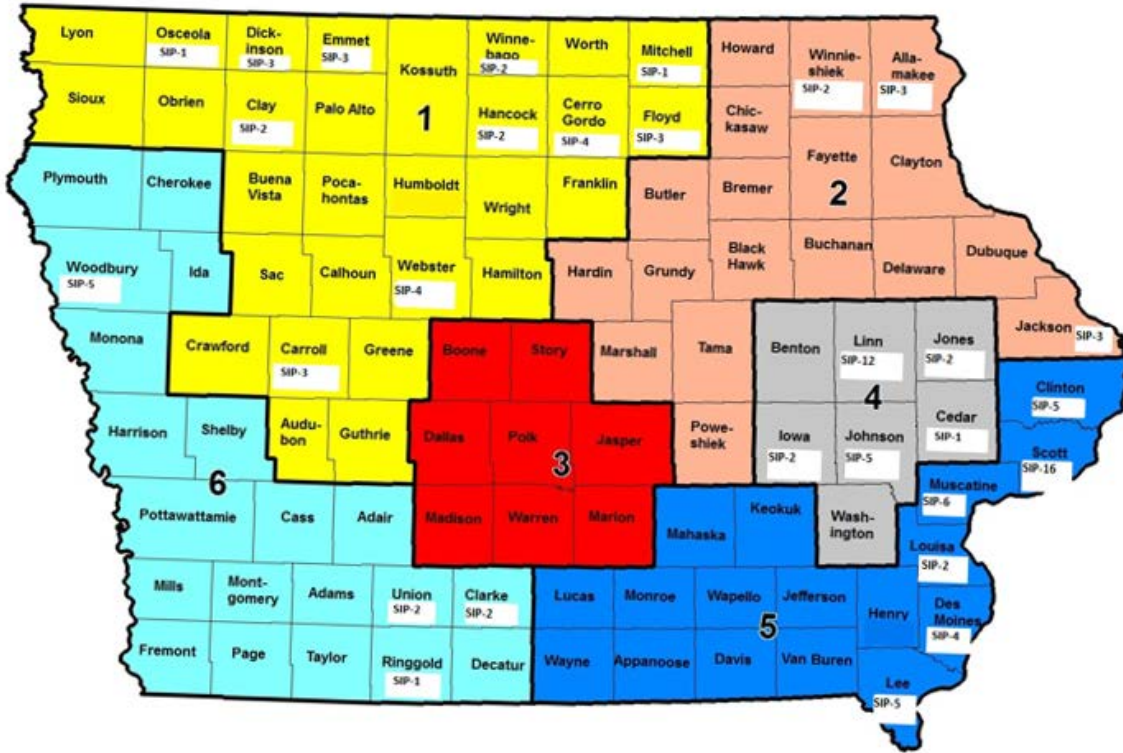 Lyon
Osceola
SIP-1
Dick-
inson
SIP-3
Emmet
SIP-3
Kossuth
Winne-
bago
SIP-2
Worth
Mitchell
SIP-1
Howard
Winnie-
shiek
SIP-2
Alla-
makee
SIP-3
Sioux
Obrien
Clay
SIP-2
Palo Alto
1
Hancock
SIP-2
Cerro
Gordo
SIP-4
Floyd
SIP-3
Chic-
kasaw
Plymouth
Cherokee
Buena
Vista
Poca-
hontas
Humboldt
Wright
Franklin
Butler
Bremer
Fayette
2
Clayton
Woodbury
SIP-5
Ida
Sac
Calhoun
Webster
SIP-4
Hamilton
Hardin
Grundy
Black
Hawk
Buchanan
Delaware
Dubuque
Monona
Crawford
Carroll
SIP-3
Greene
Boone
Story
Marshall
Tama
Benton
Linn
SIP-12
Jones
SIP-2
Jackson
SIP-3
Harrison
Shelby
Audu-
bon
Guthrie
Dallas
Polk
3
Jasper
Powe-
shiek
Iowa
SIP-2
4
Johnson
SIP-5
Cedar
SIP-1
Clinton
SIP-5
Scott
SIP-16
6
Pottawattamie
Cass
Adair
Madison
Warren
Marion
Mahaska
Keokuk
Wash-
ington
Muscatine
SIP-6
Louisa
SIP-2
Mills
Mont-
gomery
Adams
Union
SIP-2
Clarke
SIP-2
Lucas
Monroe
Wapello
Jefferson
5
Henry
Des
Moines
SIP-4
Fremont
Page
Taylor
Ringgold
SIP-1
Decatur
Wayne
Appanoose
Davis
Van Buren
Lee
SIP-5